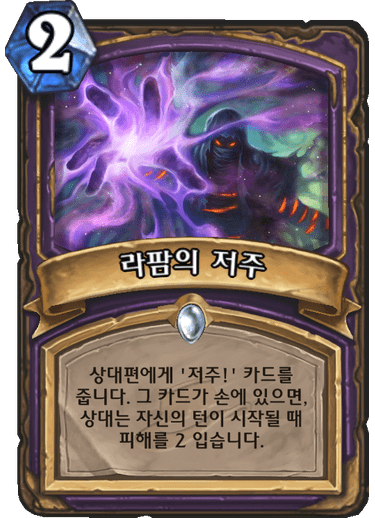 2
라팜의 저주
상대편에게 '저주!' 카드를
줍니다. 그 카드가 손에 있으면,
상대는 자신의 턴이 시작될 때
피해를 2 입습니다.